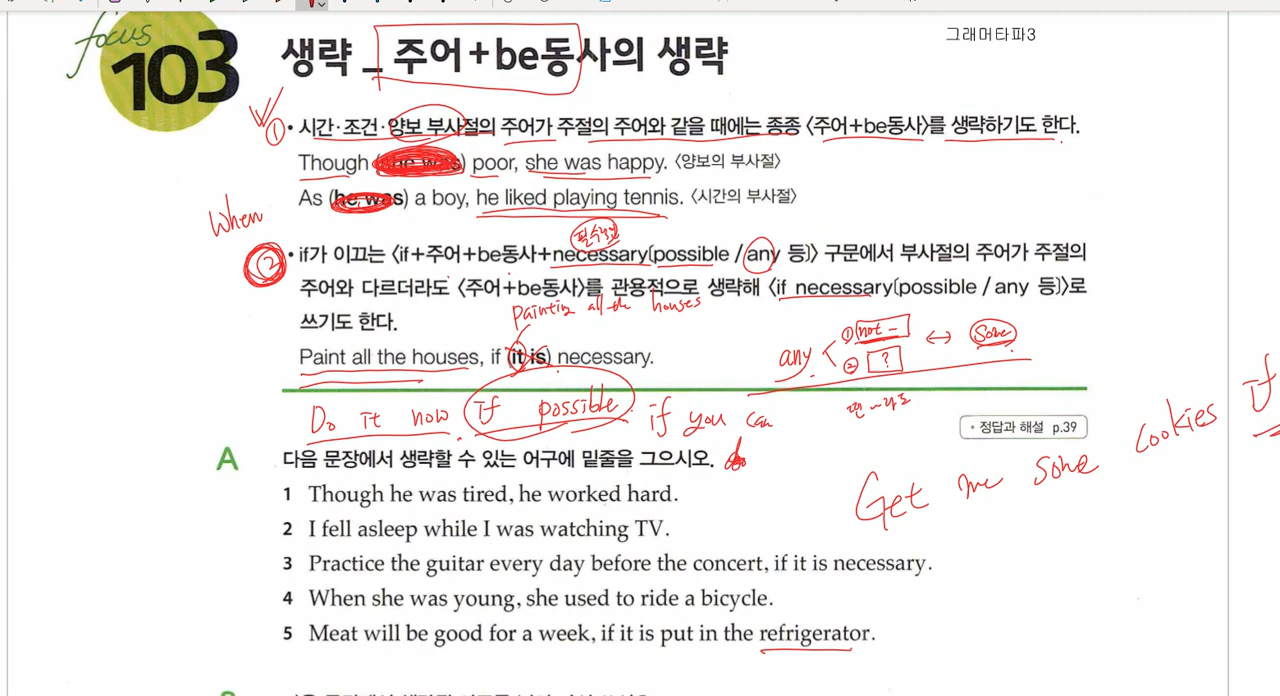 그래머타파3
focus
103
생략 _ 주어+be동사의 생략
① • 시간·조건·양보 부사절의 주어가 주절의 주어와 같을 때에는 종종 〈주어+be동사〉를 생략하기도 한다.
Though (she was) poor, she was happy. 〈양보의 부사절〉
As (he was) a boy, he liked playing tennis. 〈시간의 부사절〉
When
② • if가 이끄는 〈if+주어+be동사+necessary(possible / any 등)〉 구문에서 부사절의 주어가 주절의
주어와 다르더라도 〈주어+be동사〉를 관용적으로 생략해 〈if necessary(possible / any 등)〉로
쓰기도 한다.
Painting all the houses
Paint all the houses, if (it is) necessary.
any < ① not ↔ some
② ?
Do it now if possible. if you can
Get me some cookies if
• 정답과 해설 p.39
A 다음 문장에서 생략할 수 있는 어구에 밑줄을 그으시오.
1 Though he was tired, he worked hard.
2 I fell asleep while I was watching TV.
3 Practice the guitar every day before the concert, if it is necessary.
4 When she was young, she used to ride a bicycle.
5 Meat will be good for a week, if it is put in the refrigerator.